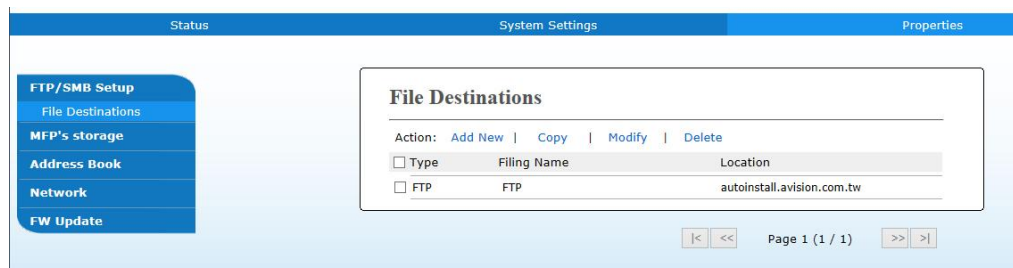 Status System Settings Properties
FTP/SMB Setup
File Destinations
MFP's storage
Address Book
Network
FW Update
File Destinations
Action: Add New | Copy | Modify | Delete
Type Filing Name Location
FTP FTP autoinstall.avision.com.tw
|< << Page 1 (1 / 1) >> >|